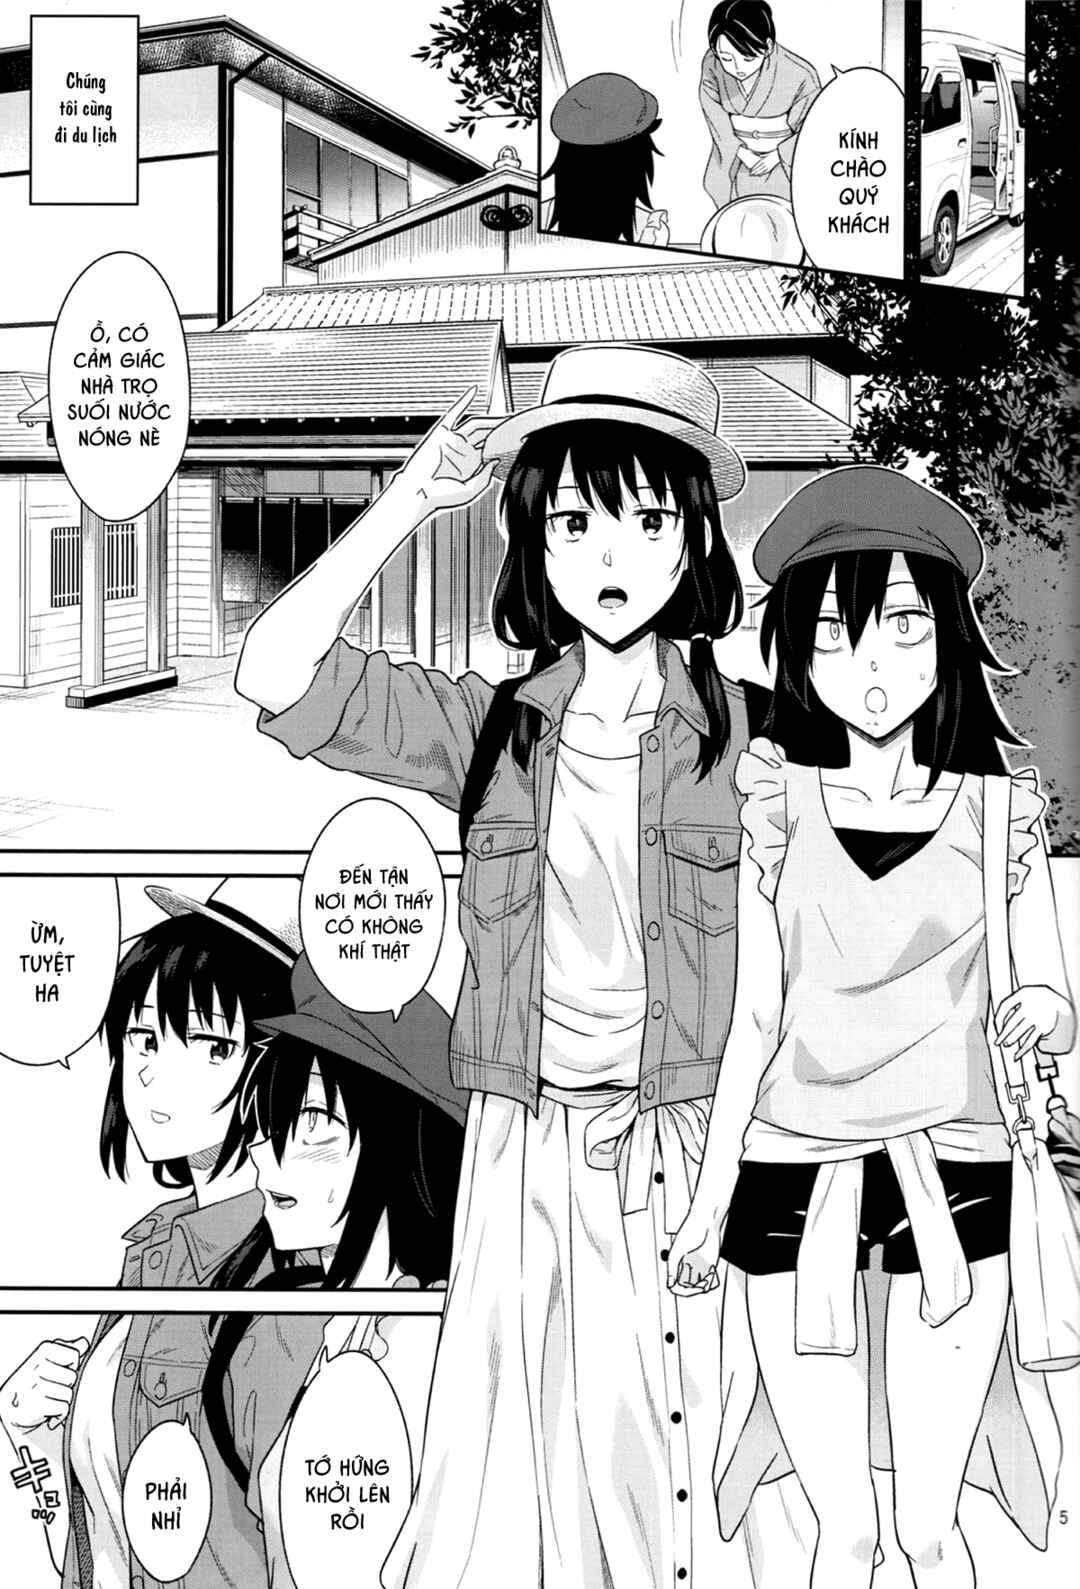 KÍNH
CHÀO
QUÝ
KHÁCH
Chúng
tôi cùng
đi du lịch
Ồ, CÓ
CẢM GIÁC
NHÀ TRỌ
SUỐI NƯỚC
NÓNG NÈ
ĐẾN TẬN
NƠI MỚI THẤY
CÓ KHÔNG
KHÍ THẬT
ỪM,
TUYỆT
HA
TỚ HỨNG
KHỞI LÊN
RỒI
PHẢI
NHỈ
キョ
5